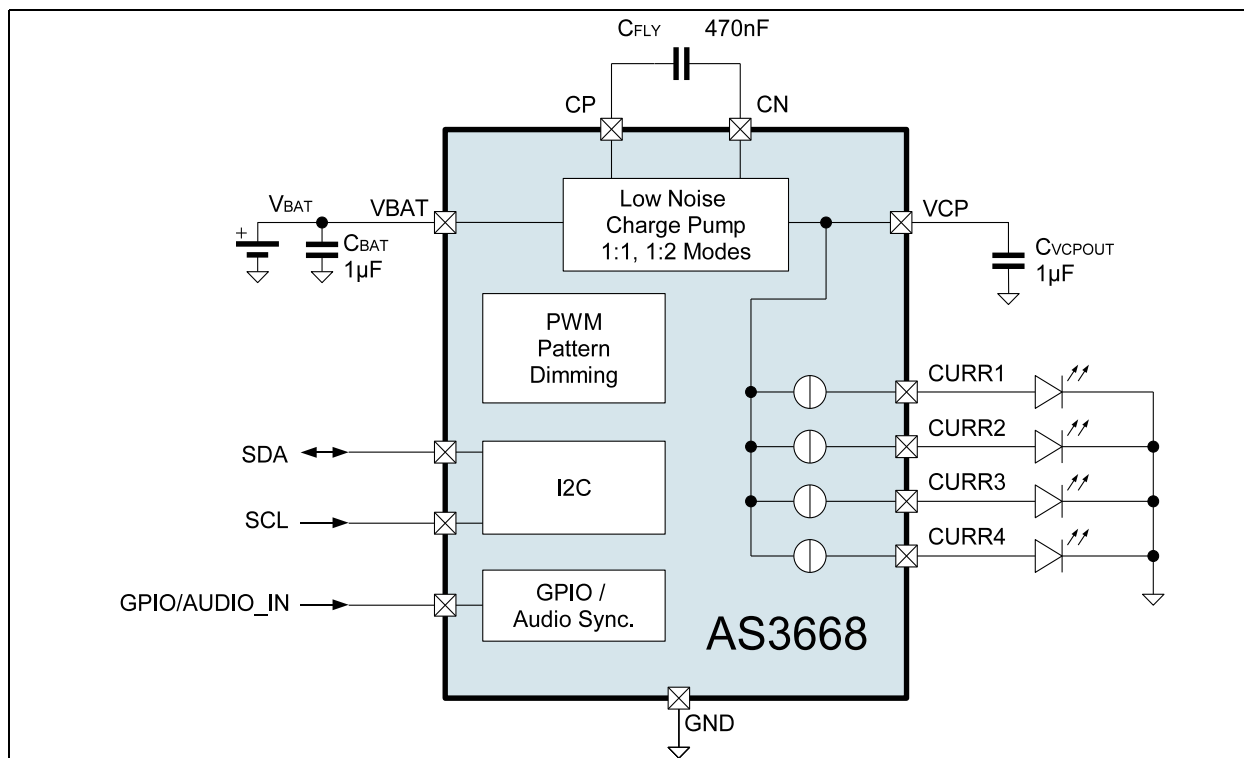 CFLY 470nF
CP
CN
VBAT
VBAT
+
CBAT
1µF
Low Noise
Charge Pump
1:1, 1:2 Modes
VCP
CVCPOUT
1µF
PWM
Pattern
Dimming
CURR1
CURR2
CURR3
CURR4
SDA
SCL
I2C
GPIO/AUDIO_IN
GPIO /
Audio Sync.
AS3668
GND